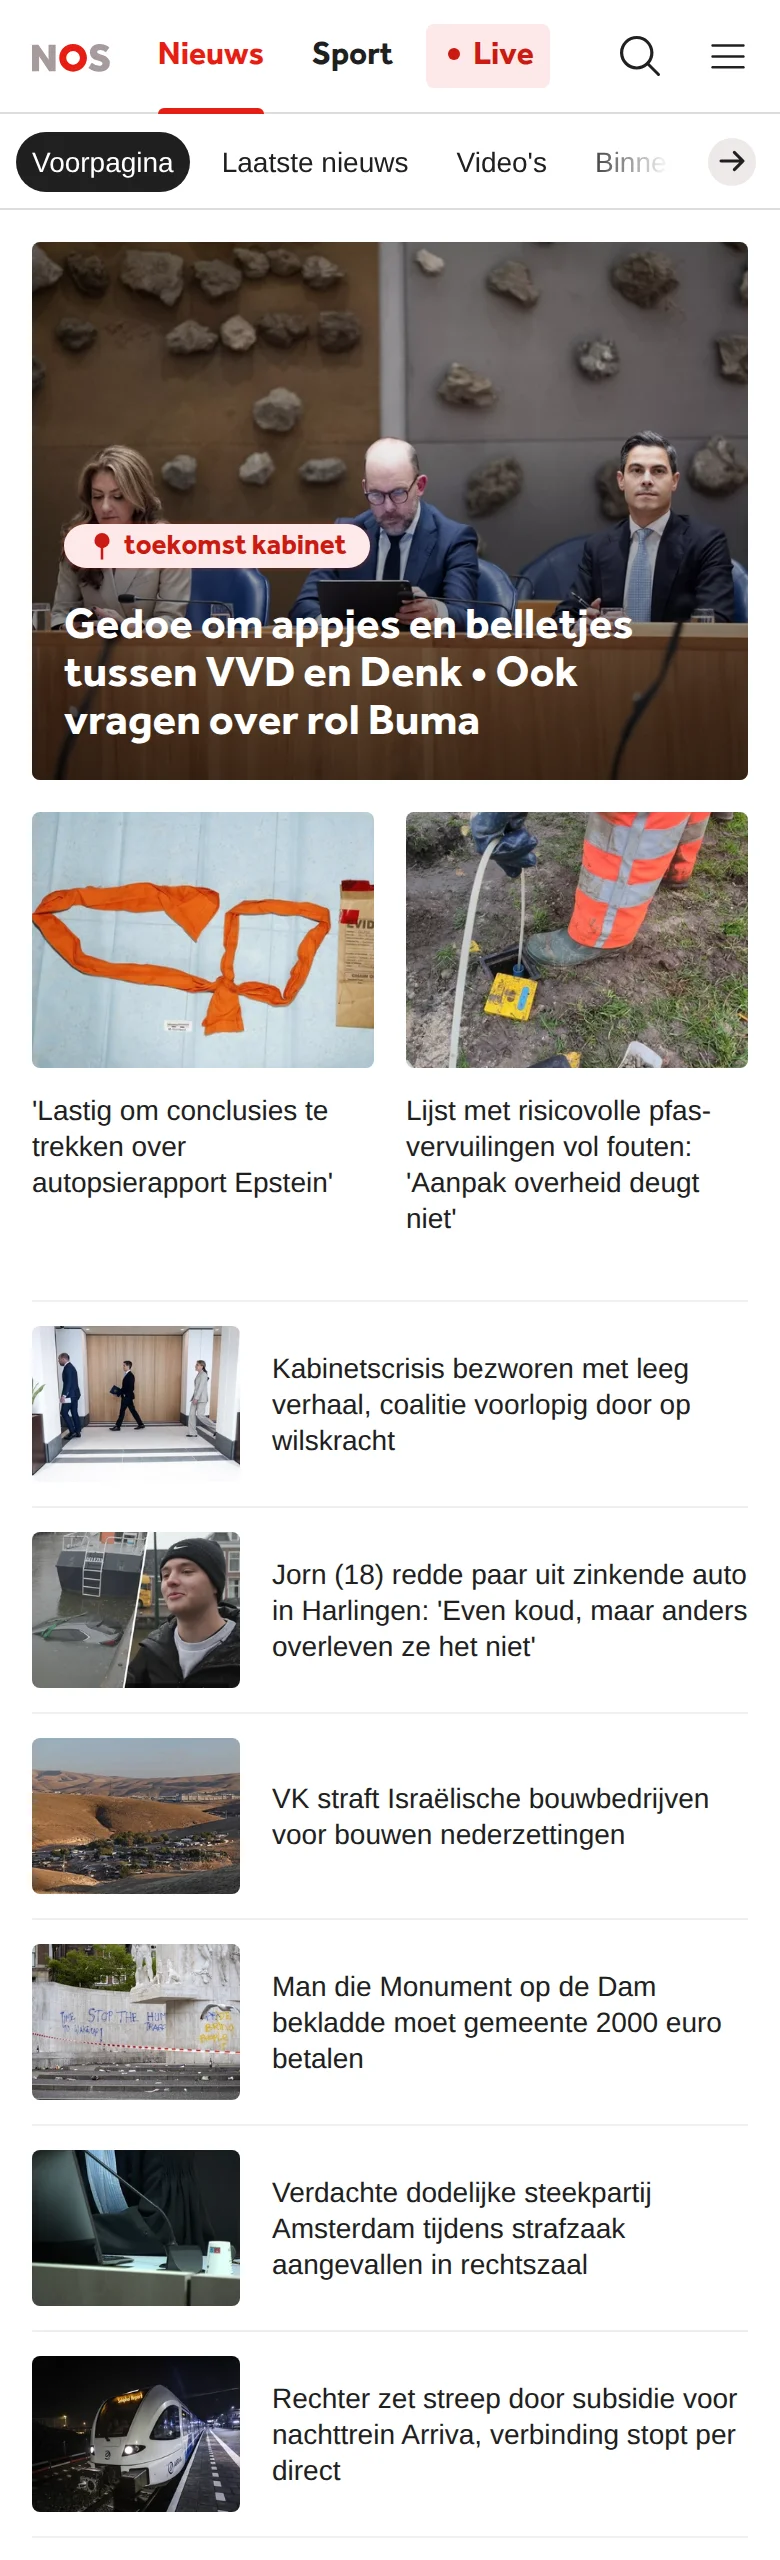 NOS
Nieuws
Sport
Live
Voorpagina
Laatste nieuws
Video's
Binne
toekomst kabinet
Gedoe om appjes en belletjes
tussen VVD en Denk • Ook
vragen over rol Buma
EVID
'Lastig om conclusies te
trekken over
autopsierapport Epstein'
Lijst met risicovolle pfas-
vervuilingen vol fouten:
'Aanpak overheid deugt
niet'
Kabinetscrisis bezworen met leeg
verhaal, coalitie voorlopig door op
wilskracht
Jorn (18) redde paar uit zinkende auto
in Harlingen: 'Even koud, maar anders
overleven ze het niet'
VK straft Israëlische bouwbedrijven
voor bouwen nederzettingen
STOP THE HUM
Man die Monument op de Dam
bekladde moet gemeente 2000 euro
betalen
Verdachte dodelijke steekpartij
Amsterdam tijdens strafzaak
aangevallen in rechtszaal
Rechter zet streep door subsidie voor
nachttrein Arriva, verbinding stopt per
direct